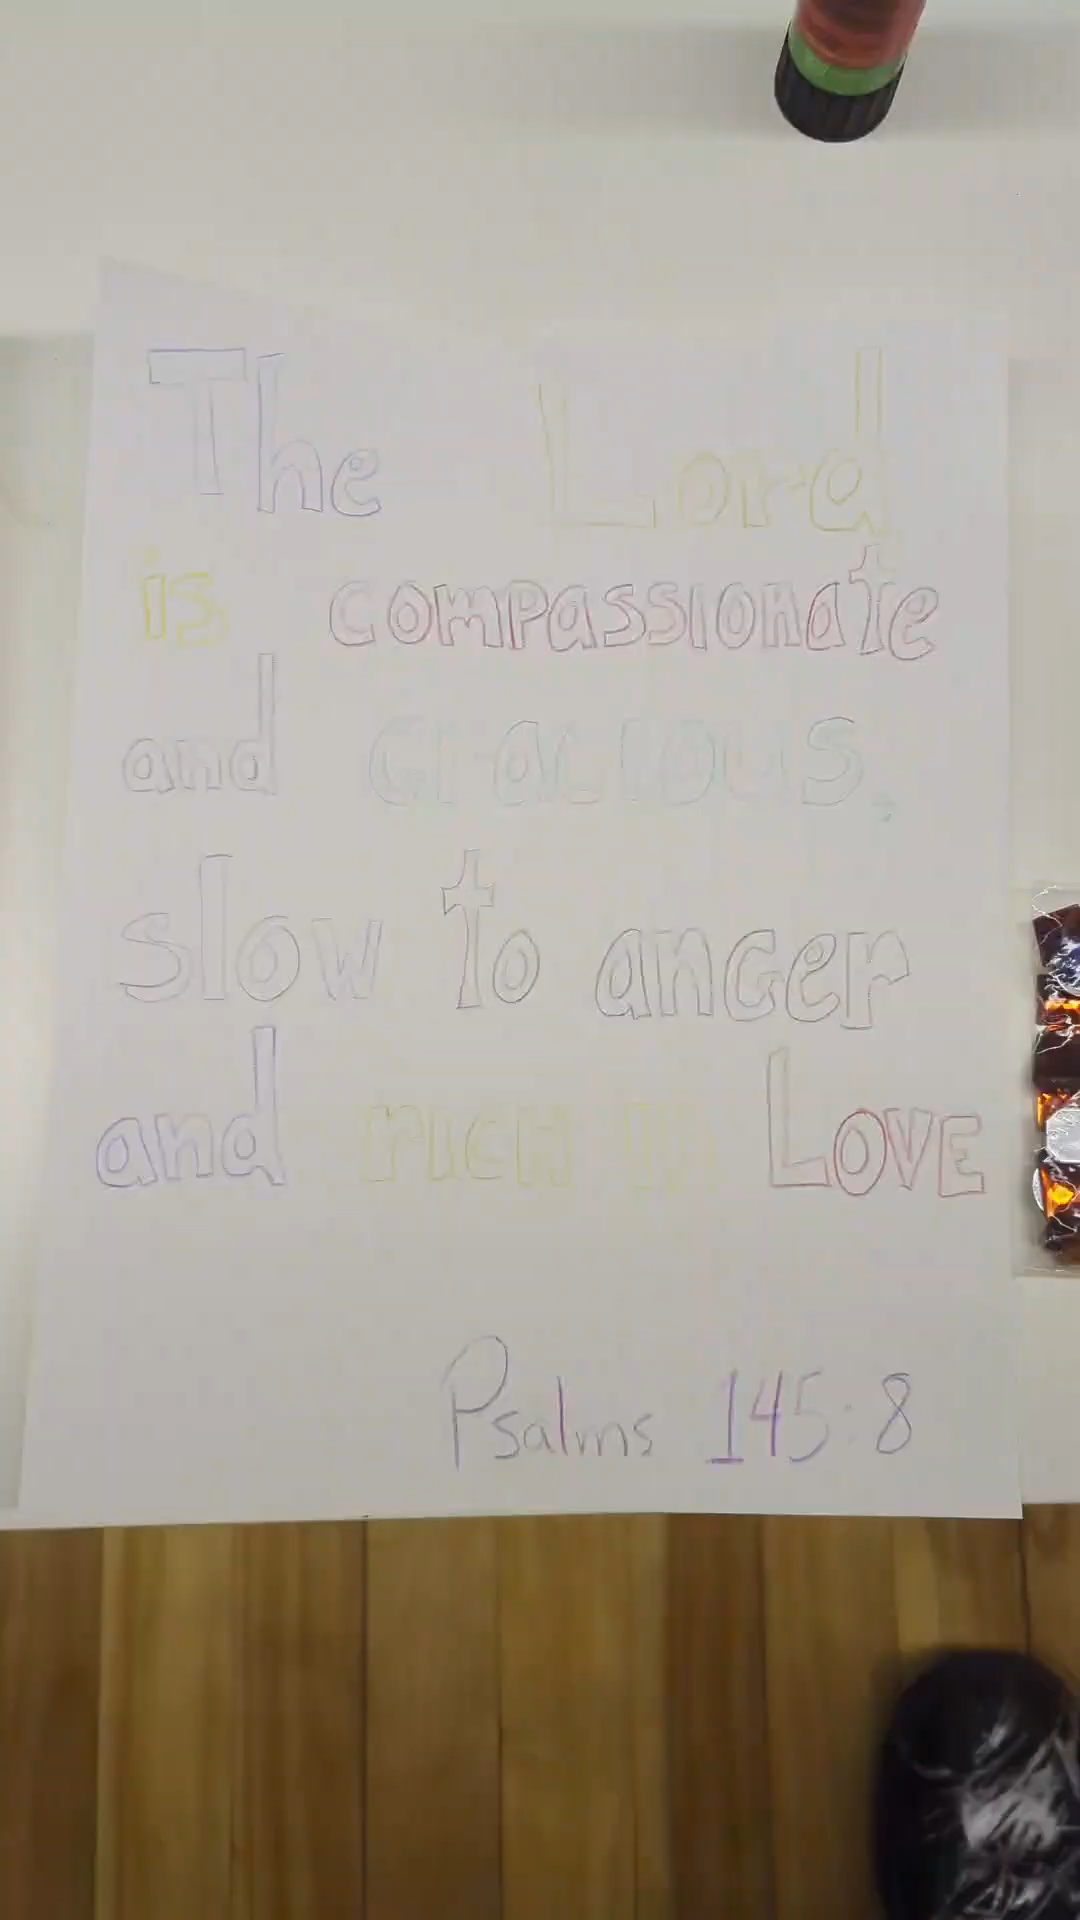 The Lord
is compassionate
and Gracious,
slow to anGer
and rich in LOVE
Psalms 145:8